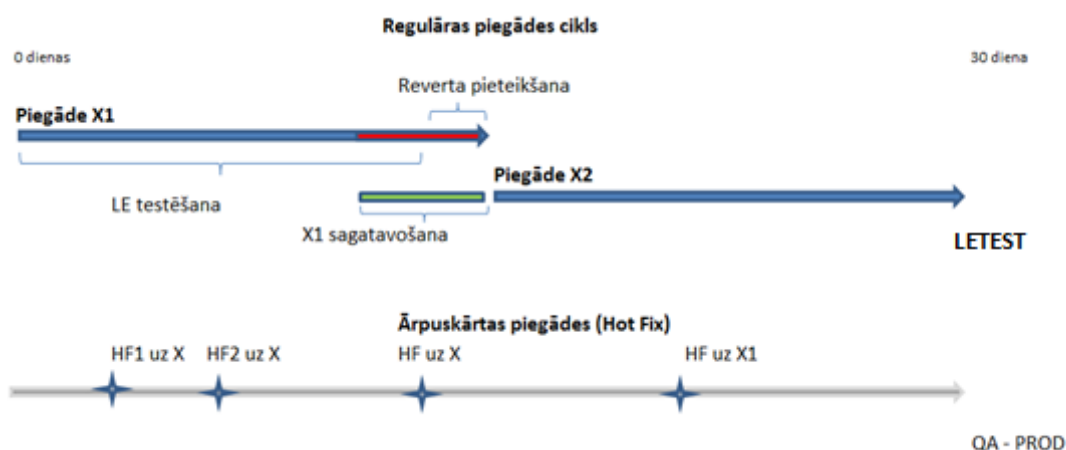 Regulāras piegādes cikls
0 dienas
30 diena
Reverta pieteikšana
Piegāde X1
Piegāde X2
LE testēšana
X1 sagatavošana
LETEST
Ārpuskārtas piegādes (Hot Fix)
HF1 uz X
HF2 uz X
HF uz X
HF uz X1
QA - PROD